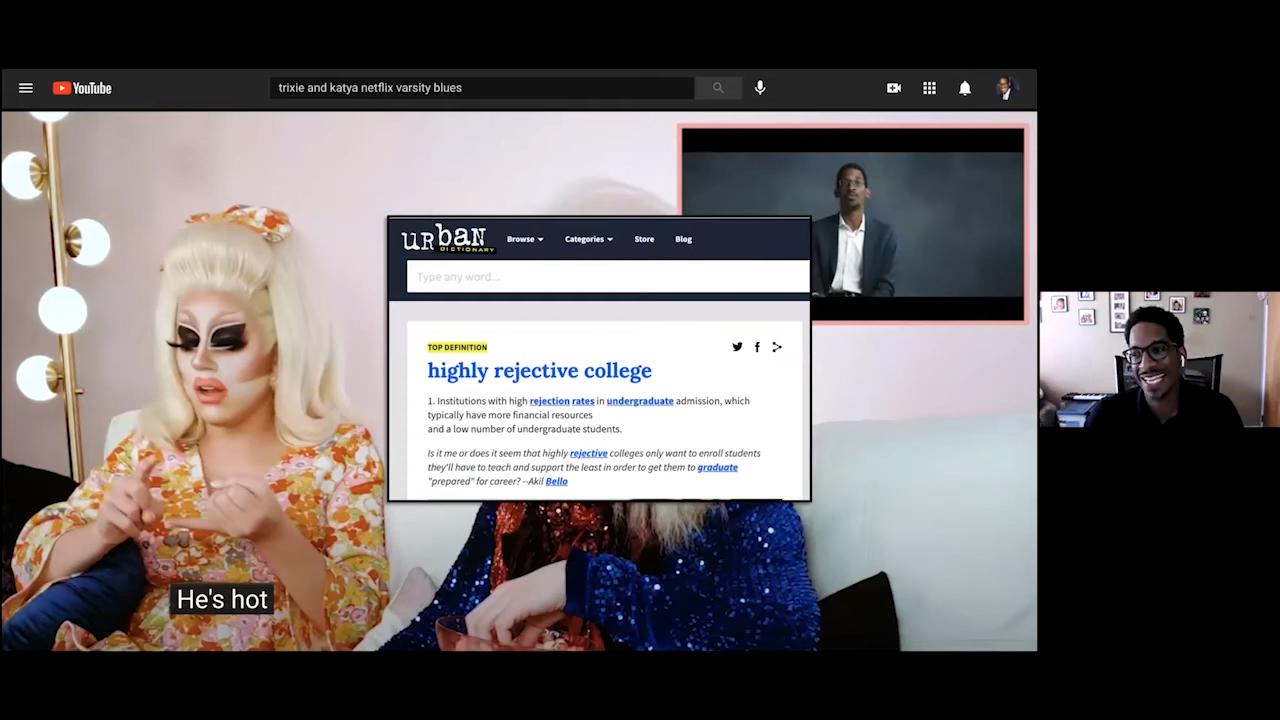 YouTube
trixie and katya netflix varsity blues
urban
DICTIONARY
Browse
Categories
Store
Blog
Type any word...
TOP DEFINITION
highly rejective college
1. Institutions with high rejection rates in undergraduate admission, which
typically have more financial resources
and a low number of undergraduate students.
Is it me or does it seem that highly rejective colleges only want to enroll students
they'll have to teach and support the least in order to get them to graduate
"prepared" for career? --Akil Bello
He's hot